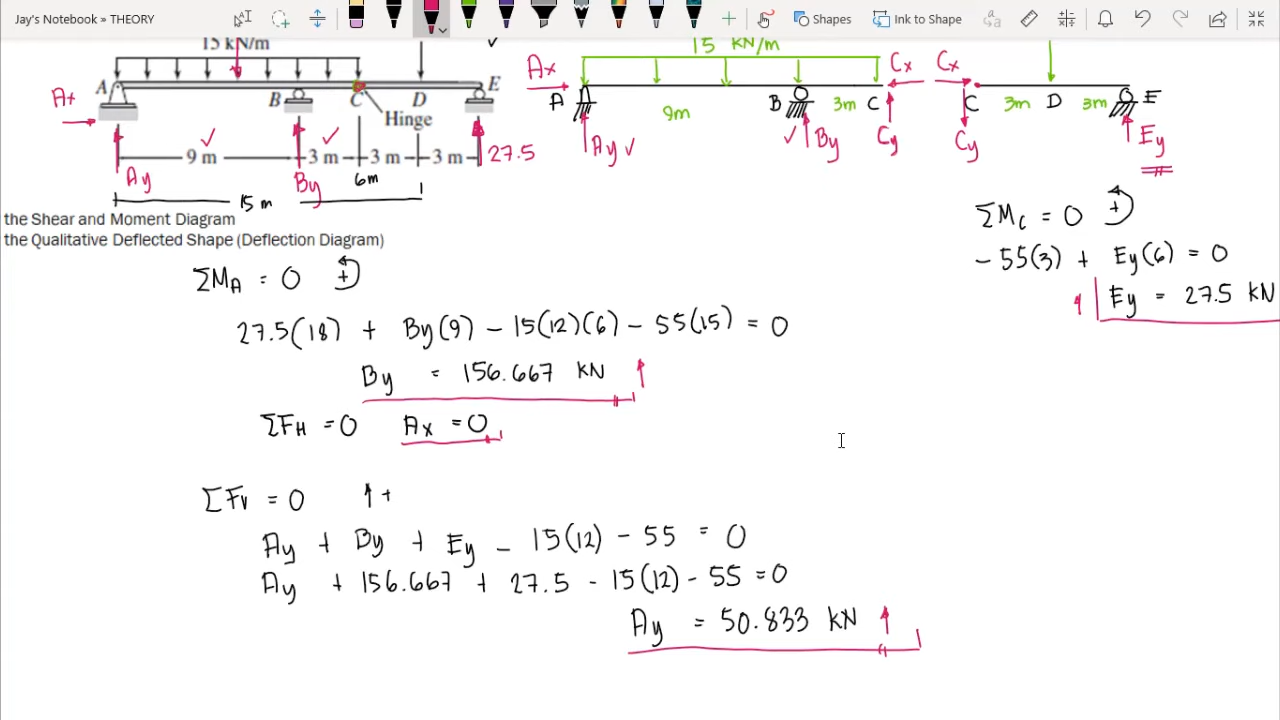 Jay's Notebook » THEORY
Shapes
Ink to Shape
15 kN/m
A
B
C
D
E
Hinge
9 m
3 m
3 m
3 m
Ax
Ay
By
27.5
6m
15 m
15 KN/m
Ax
A
9m
B
3m
C
Ay
By
Cx
Cy
Cx
C
3m
D
3m
E
Cy
Ey
the Shear and Moment Diagram
the Qualitative Deflected Shape (Deflection Diagram)
ΣMc = 0 +
- 55(3) + Ey(6) = 0
Ey = 27.5 KN
ΣMA = 0 +
27.5(18) + By(9) - 15(12)(6) - 55(15) = 0
By = 156.667 KN
ΣFH = 0 Ax = 0
ΣFv = 0 ↑ +
Ay + By + Ey - 15(12) - 55 = 0
Ay + 156.667 + 27.5 - 15(12) - 55 = 0
Ay = 50.833 KN